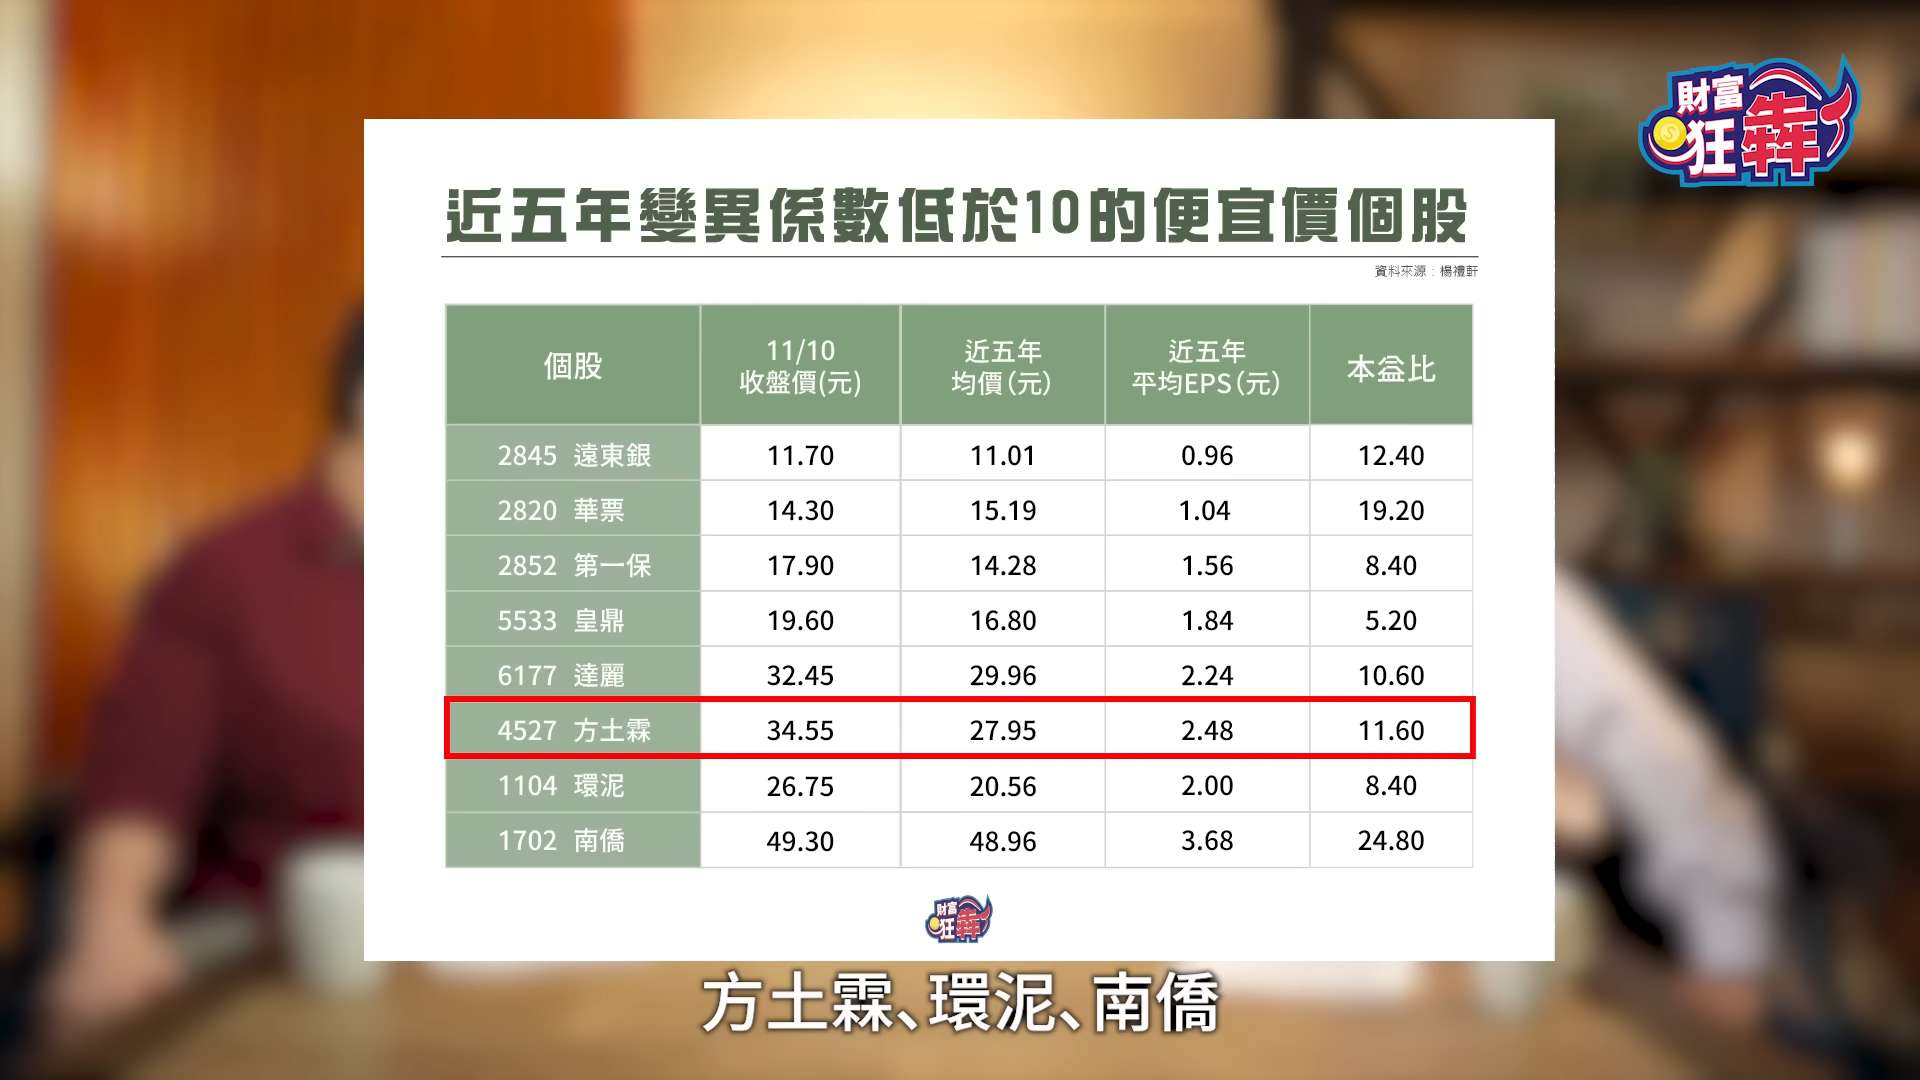 財富
狂犇
近五年變異係數低於10的便宜價個股
資料來源：楊禮軒
個股 11/10 收盤價(元) 近五年 均價(元) 近五年 平均EPS(元) 本益比
2845 遠東銀 11.70 11.01 0.96 12.40
2820 華票 14.30 15.19 1.04 19.20
2852 第一保 17.90 14.28 1.56 8.40
5533 皇鼎 19.60 16.80 1.84 5.20
6177 達麗 32.45 29.96 2.24 10.60
4527 方土霖 34.55 27.95 2.48 11.60
1104 環泥 26.75 20.56 2.00 8.40
1702 南僑 49.30 48.96 3.68 24.80
財富
狂犇
方土霖、環泥、南僑